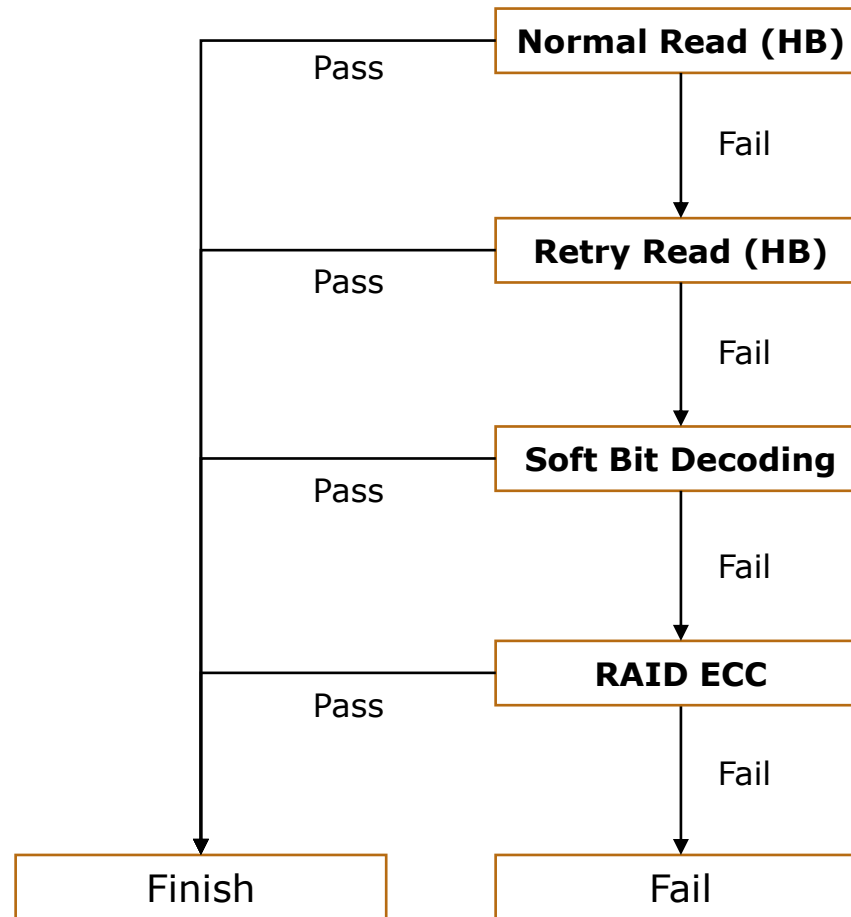 Normal Read (HB)
Pass
Fail
Retry Read (HB)
Pass
Fail
Soft Bit Decoding
Pass
Fail
RAID ECC
Pass
Fail
Finish
Fail